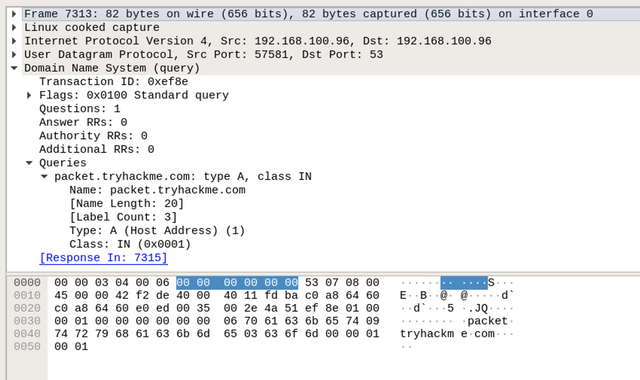 Frame 7313: 82 bytes on wire (656 bits), 82 bytes captured (656 bits) on interface 0
Linux cooked capture
Internet Protocol Version 4, Src: 192.168.100.96, Dst: 192.168.100.96
User Datagram Protocol, Src Port: 57581, Dst Port: 53
Domain Name System (query)
Transaction ID: 0xef8e
Flags: 0x0100 Standard query
Questions: 1
Answer RRs: 0
Authority RRs: 0
Additional RRs: 0
Queries
packet.tryhackme.com: type A, class IN
Name: packet.tryhackme.com
[Name Length: 20]
[Label Count: 3]
Type: A (Host Address) (1)
Class: IN (0x0001)
[Response In: 7315]
0000 00 00 03 04 00 06 00 00 00 00 00 00 53 07 08 00 ········ ····S···
0010 45 00 00 42 f2 de 40 00 40 11 fd ba c0 a8 64 60 E··B··@· @·····d`
0020 c0 a8 64 60 e0 ed 00 35 00 2e 4a 51 ef 8e 01 00 ··d`···5 ·.JQ····
0030 00 01 00 00 00 00 00 00 06 70 61 63 6b 65 74 09 ········ ·packet·
0040 74 72 79 68 61 63 6b 6d 65 03 63 6f 6d 00 00 01 tryhackm e·com···
0050 00 01 ··